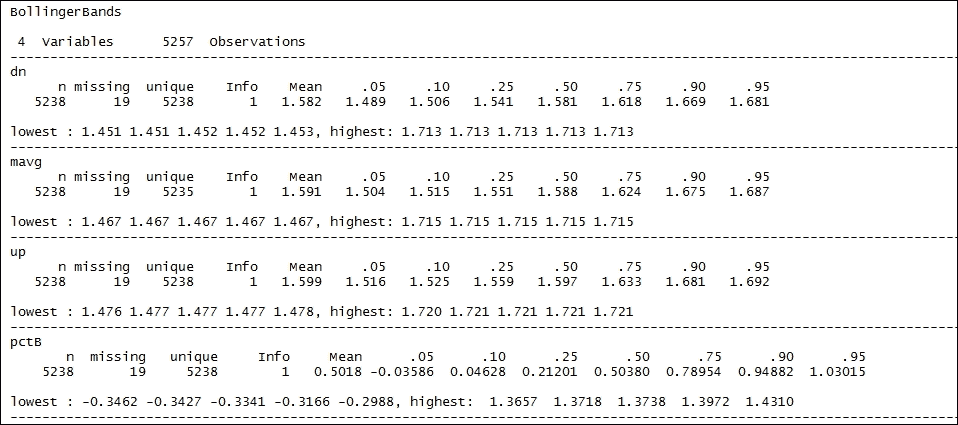 BollingerBands
4 Variables 5257 Observations
dn
n missing unique Info Mean .05 .10 .25 .50 .75 .90 .95
5238 19 5238 1 1.582 1.489 1.506 1.541 1.581 1.618 1.669 1.681
lowest : 1.451 1.451 1.452 1.452 1.453, highest: 1.713 1.713 1.713 1.713 1.713
mavg
n missing unique Info Mean .05 .10 .25 .50 .75 .90 .95
5238 19 5235 1 1.591 1.504 1.515 1.551 1.588 1.624 1.675 1.687
lowest : 1.467 1.467 1.467 1.467 1.467, highest: 1.715 1.715 1.715 1.715 1.715
up
n missing unique Info Mean .05 .10 .25 .50 .75 .90 .95
5238 19 5238 1 1.599 1.516 1.525 1.559 1.597 1.633 1.681 1.692
lowest : 1.476 1.477 1.477 1.477 1.478, highest: 1.720 1.721 1.721 1.721 1.721
pctB
n missing unique Info Mean .05 .10 .25 .50 .75 .90 .95
5238 19 5238 1 0.5018 -0.03586 0.04628 0.21201 0.50380 0.78954 0.94882 1.03015
lowest : -0.3462 -0.3427 -0.3341 -0.3166 -0.2988, highest: 1.3657 1.3718 1.3738 1.3972 1.4310